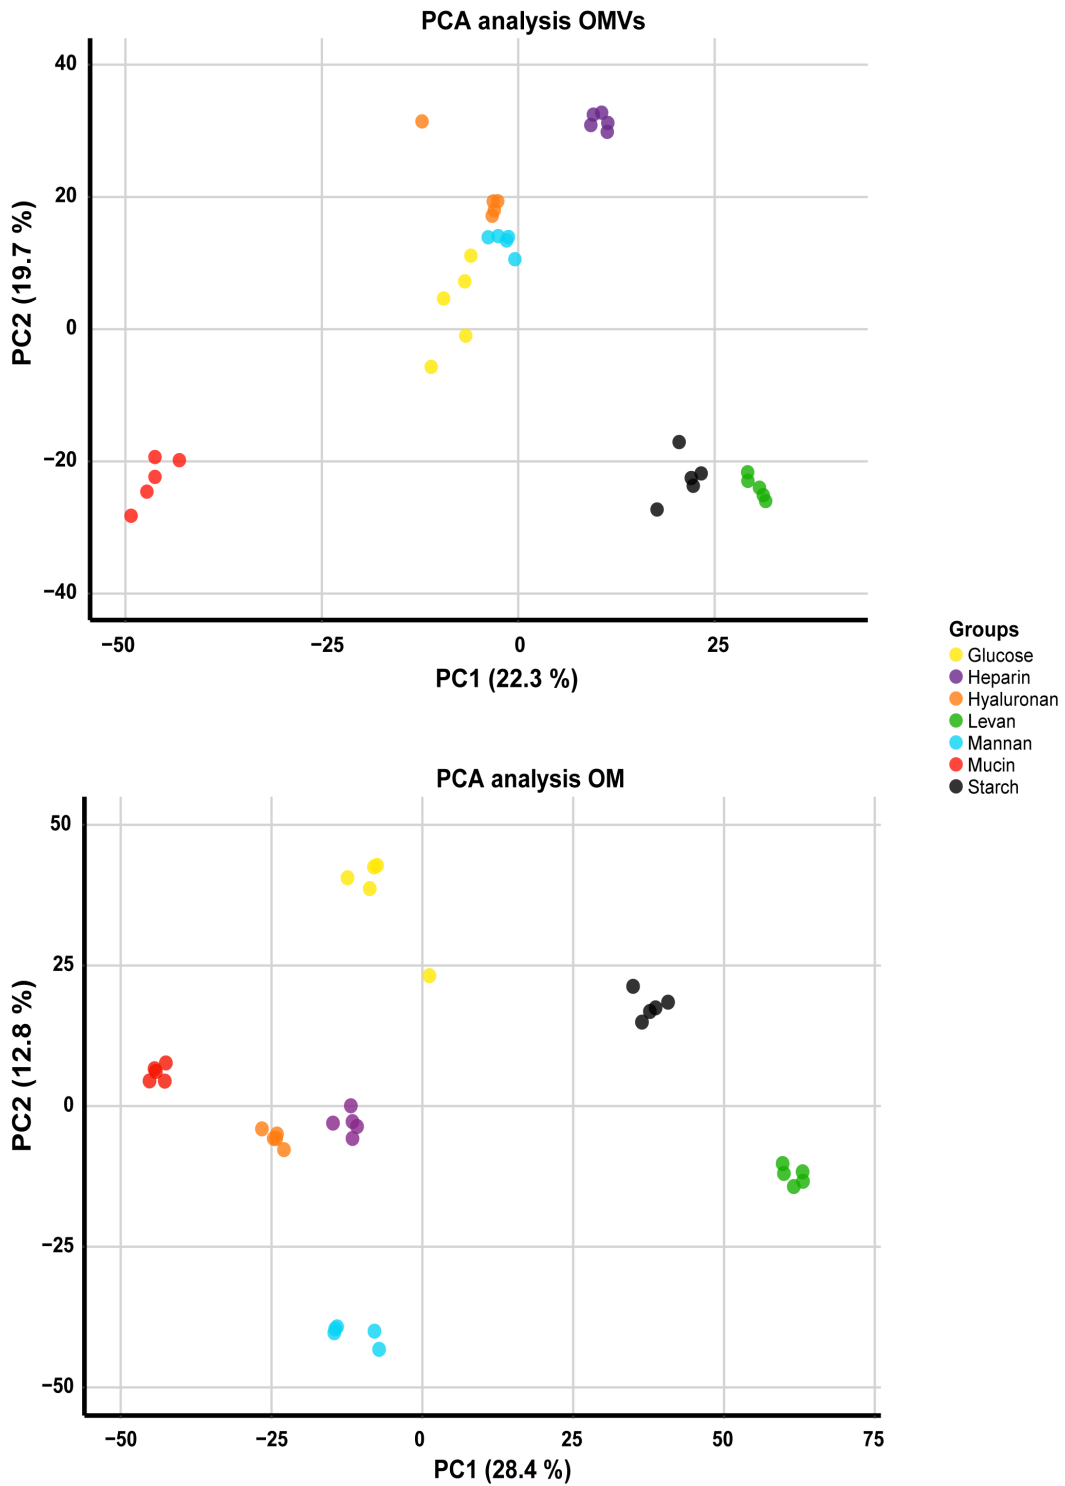 PCA analysis OMVs
40
20
0
−20
−40
PC2 (19.7 %)
−50
−25
0
25
PC1 (22.3 %)
Groups
Glucose
Heparin
Hyaluronan
Levan
Mannan
Mucin
Starch
PCA analysis OM
50
25
0
−25
−50
PC2 (12.8 %)
−50
−25
0
25
50
75
PC1 (28.4 %)